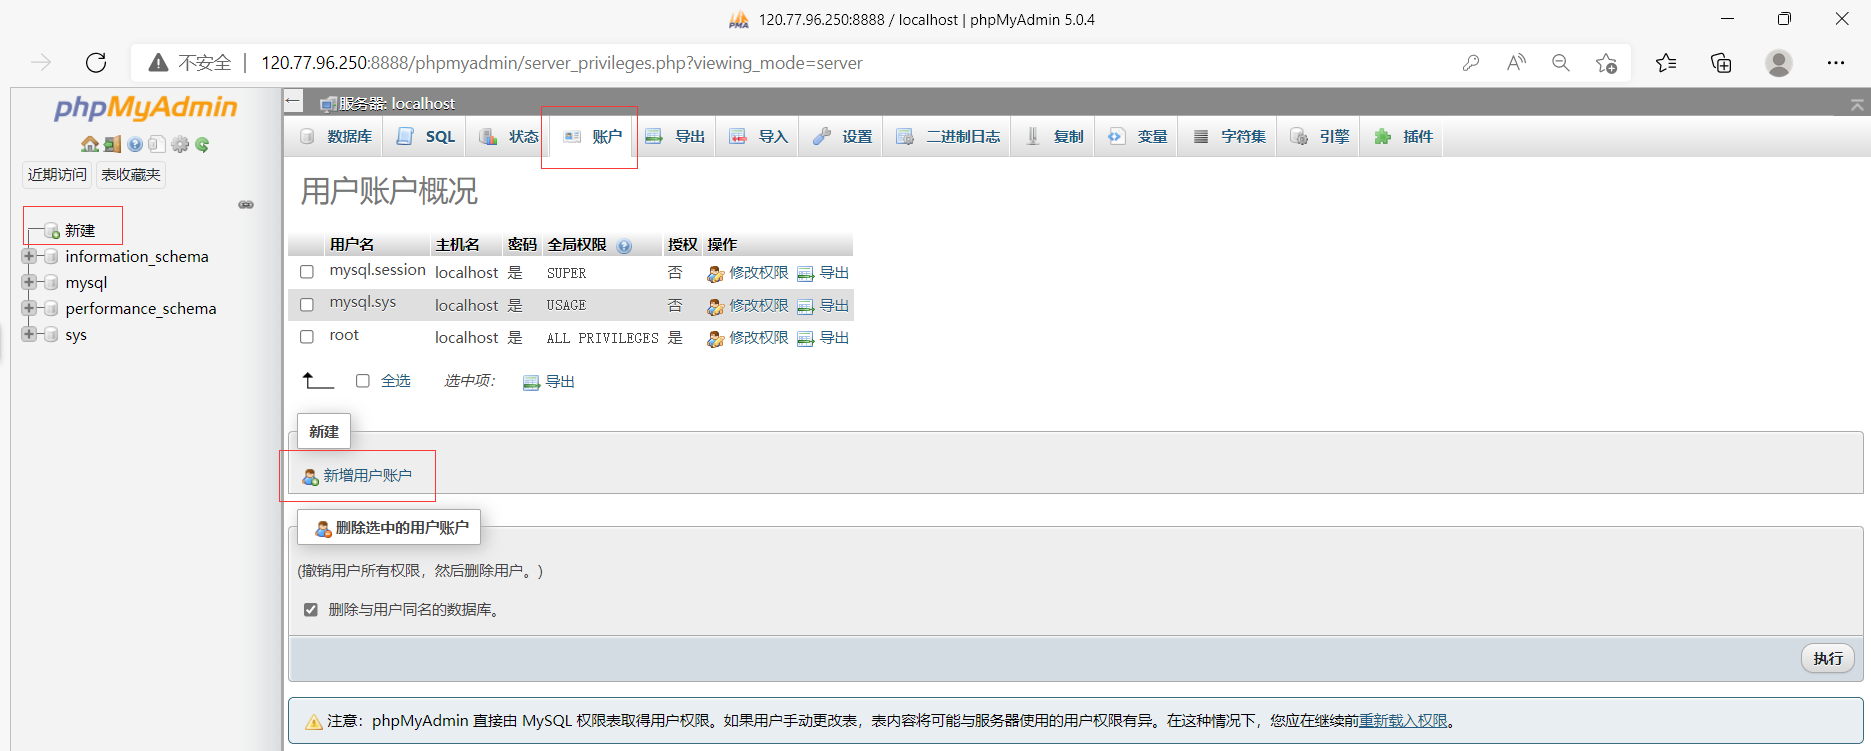 120.77.96.250:8888 / localhost | phpMyAdmin 5.0.4
不安全 | 120.77.96.250:8888/phpmyadmin/server_privileges.php?viewing_mode=server
phpMyAdmin
近期访问 表收藏夹
新建
information_schema
mysql
performance_schema
sys
服务器: localhost
数据库 SQL 状态 账户 导出 导入 设置 二进制日志 复制 变量 字符集 引擎 插件
用户账户概况
用户名 主机名 密码 全局权限 授权 操作
mysql.session localhost 是 SUPER 否 修改权限 导出
mysql.sys localhost 是 USAGE 否 修改权限 导出
root localhost 是 ALL PRIVILEGES 是 修改权限 导出
全选 选中项: 导出
新建
新增用户账户
删除选中的用户账户
(撤销用户所有权限，然后删除用户。)
删除与用户同名的数据库。
执行
注意：phpMyAdmin 直接由 MySQL 权限表取得用户权限。如果用户手动更改表，表内容将可能与服务器使用的用户权限有异。在这种情况下，您应在继续前重新载入权限。